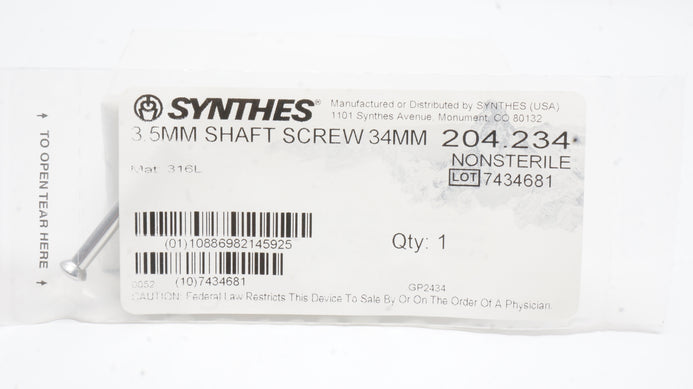 SYNTHES®
Manufactured or Distributed by SYNTHES (USA)
1101 Synthes Avenue, Monument, CO 80132
3.5MM SHAFT SCREW 34MM 204.234
NONSTERILE
Mat: 316L
LOT 7434681
TO OPEN TEAR HERE
(01)10886982145925
Qty: 1
(10)7434681
0052
GP2434
CAUTION: Federal Law Restricts This Device To Sale By Or On The Order Of A Physician.